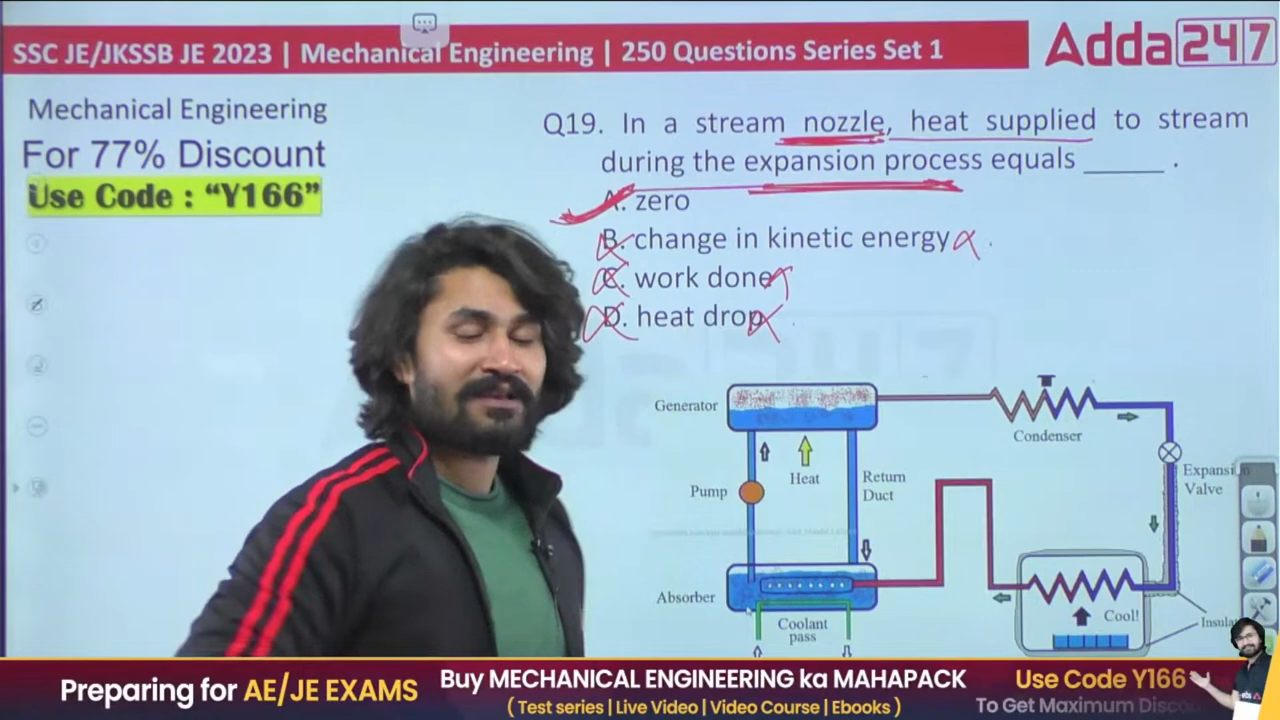 SSC JE/JKSSB JE 2023 | Mechanical Engineering | 250 Questions Series Set 1
Adda247
Mechanical Engineering
For 77% Discount
Use Code : “Y166”
Q19. In a stream nozzle, heat supplied to stream
during the expansion process equals _____ .
A. zero
B. change in kinetic energy
C. work done
D. heat drop
Generator
Condenser
Heat
Return
Duct
Pump
Expansi
Valve
Absorber
Coolant
pass
Cool!
Preparing for AE/JE EXAMS
Buy MECHANICAL ENGINEERING ka MAHAPACK
( Test series | Live Video | Video Course | Ebooks )
Use Code Y166
To Get Maximum